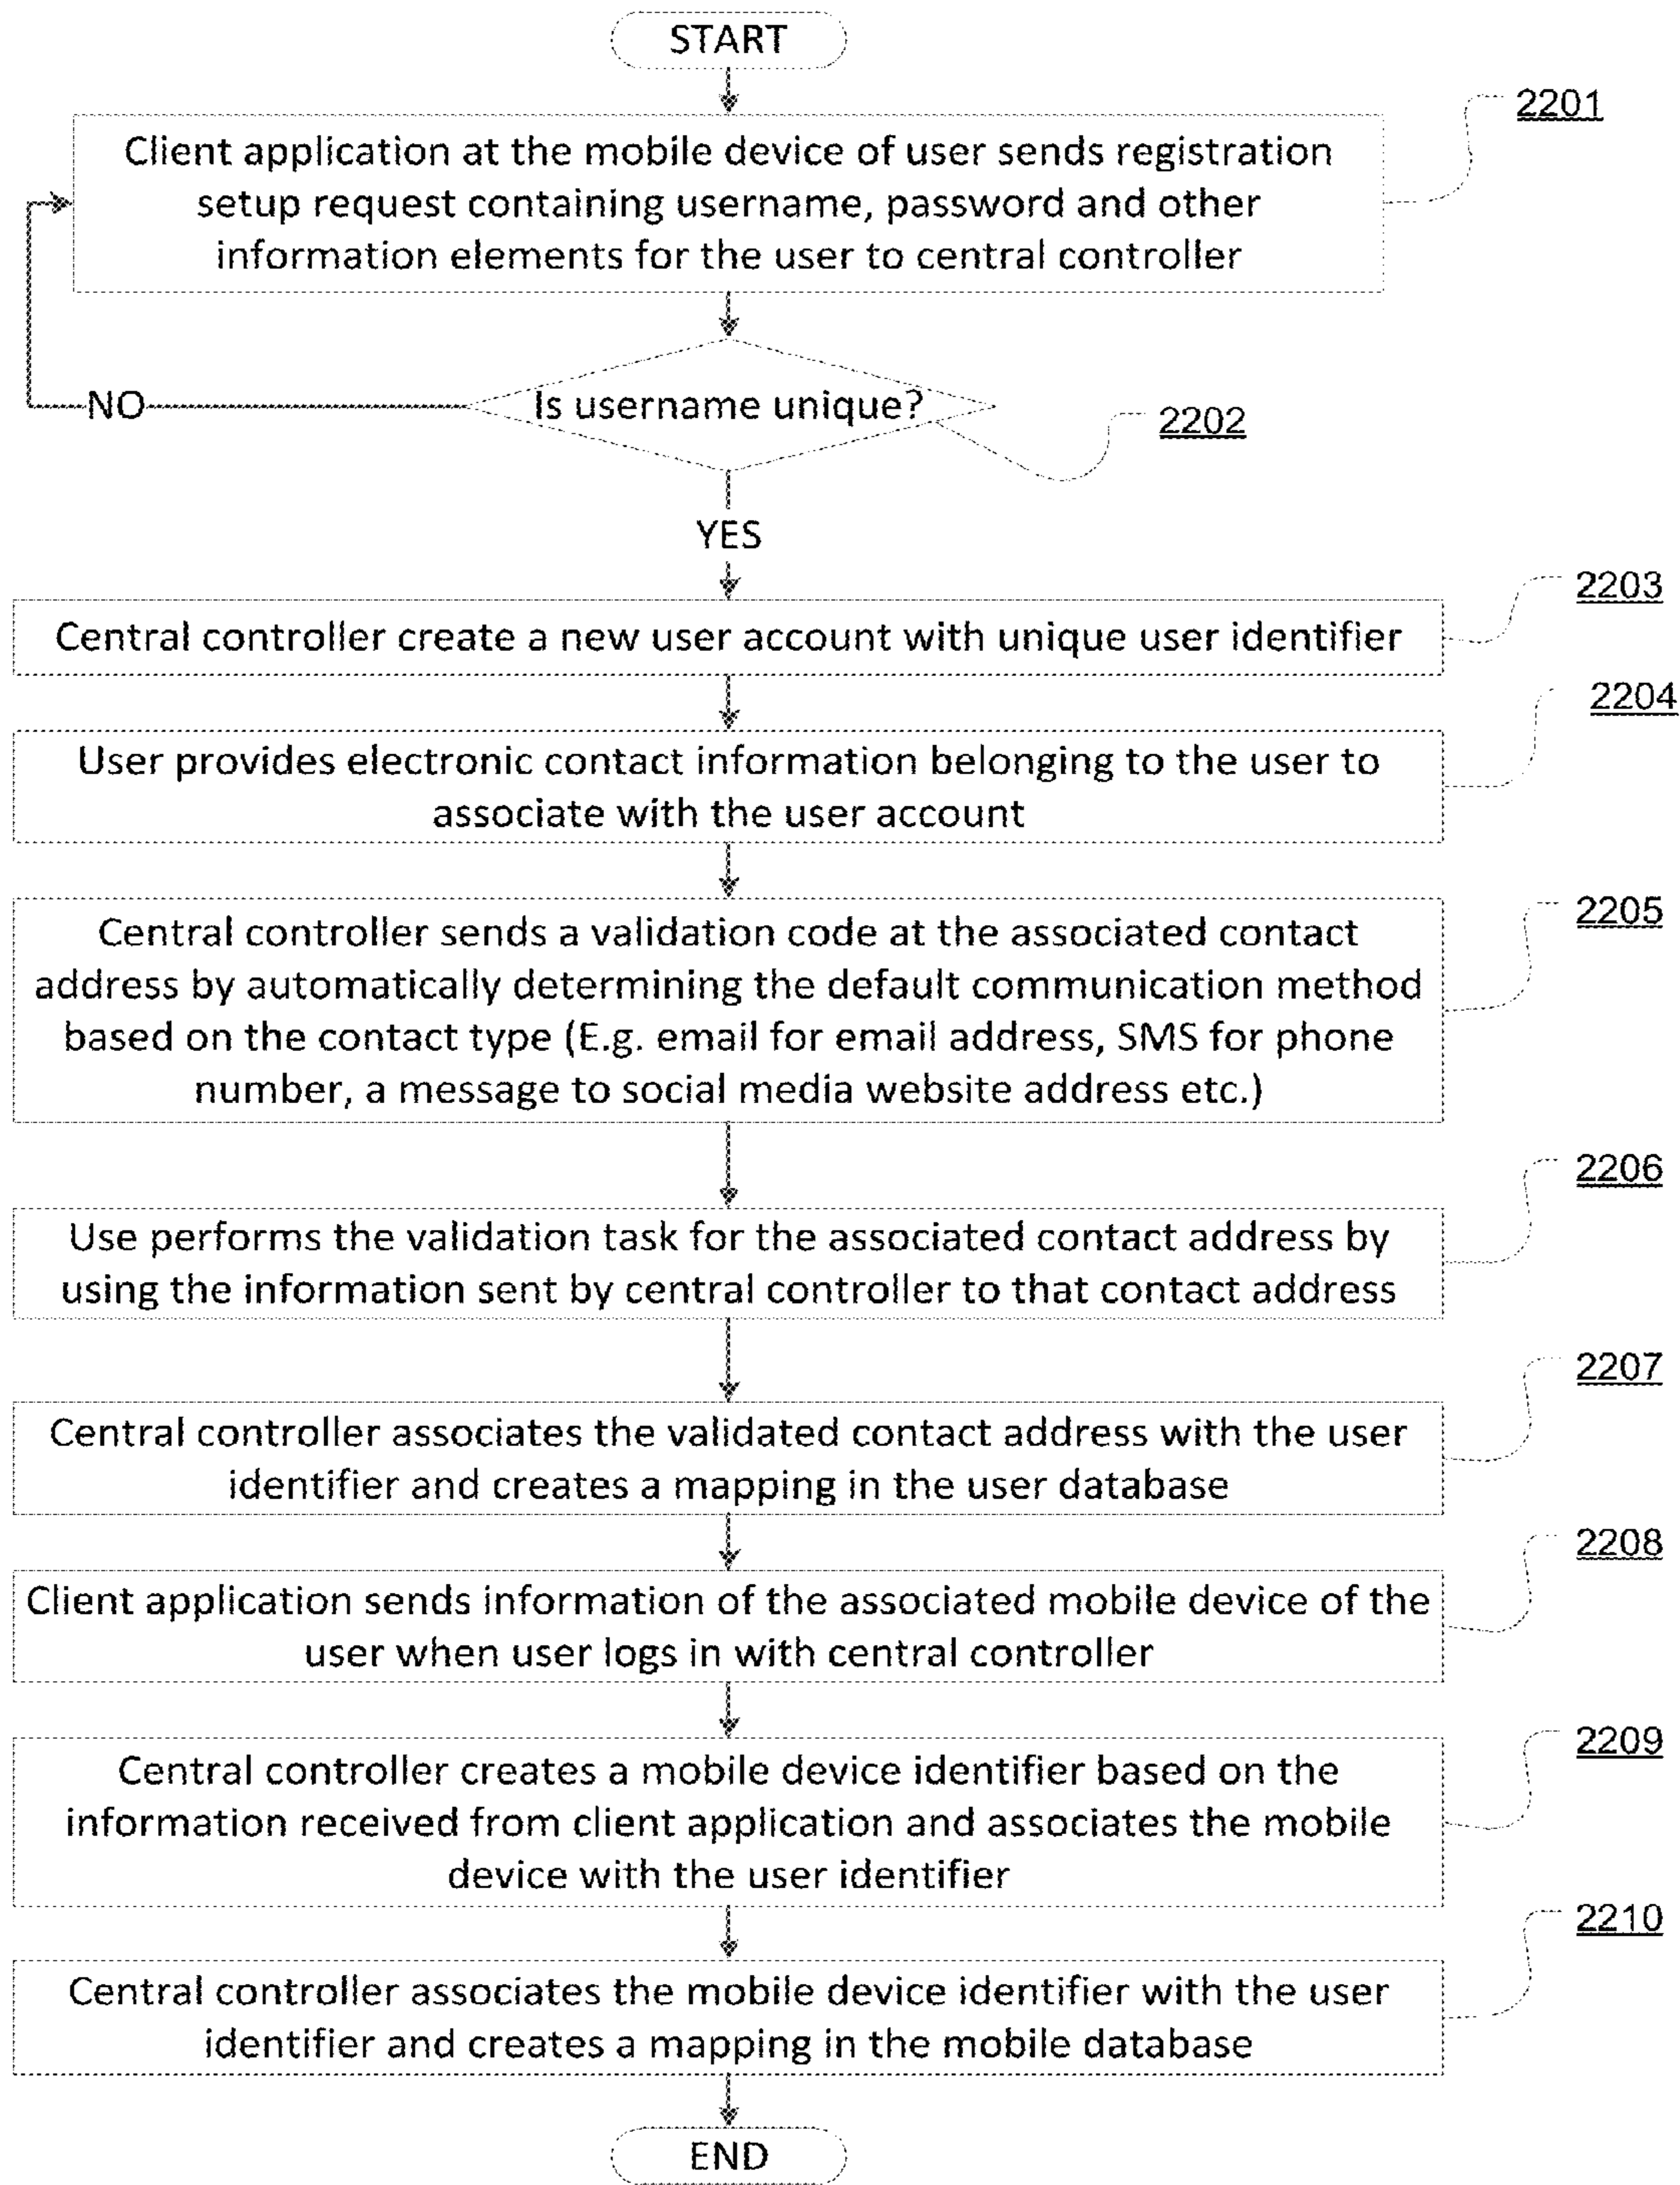 START
2201
Client application at the mobile device of user sends registration
setup request containing username, password and other
information elements for the user to central controller
NO
Is username unique?
2202
YES
2203
Central controller create a new user account with unique user identifier
2204
User provides electronic contact information belonging to the user to
associate with the user account
2205
Central controller sends a validation code at the associated contact
address by automatically determining the default communication method
based on the contact type (E.g. email for email address, SMS for phone
number, a message to social media website address etc.)
2206
Use performs the validation task for the associated contact address by
using the information sent by central controller to that contact address
2207
Central controller associates the validated contact address with the user
identifier and creates a mapping in the user database
2208
Client application sends information of the associated mobile device of the
user when user logs in with central controller
2209
Central controller creates a mobile device identifier based on the
information received from client application and associates the mobile
device with the user identifier
2210
Central controller associates the mobile device identifier with the user
identifier and creates a mapping in the mobile database
END